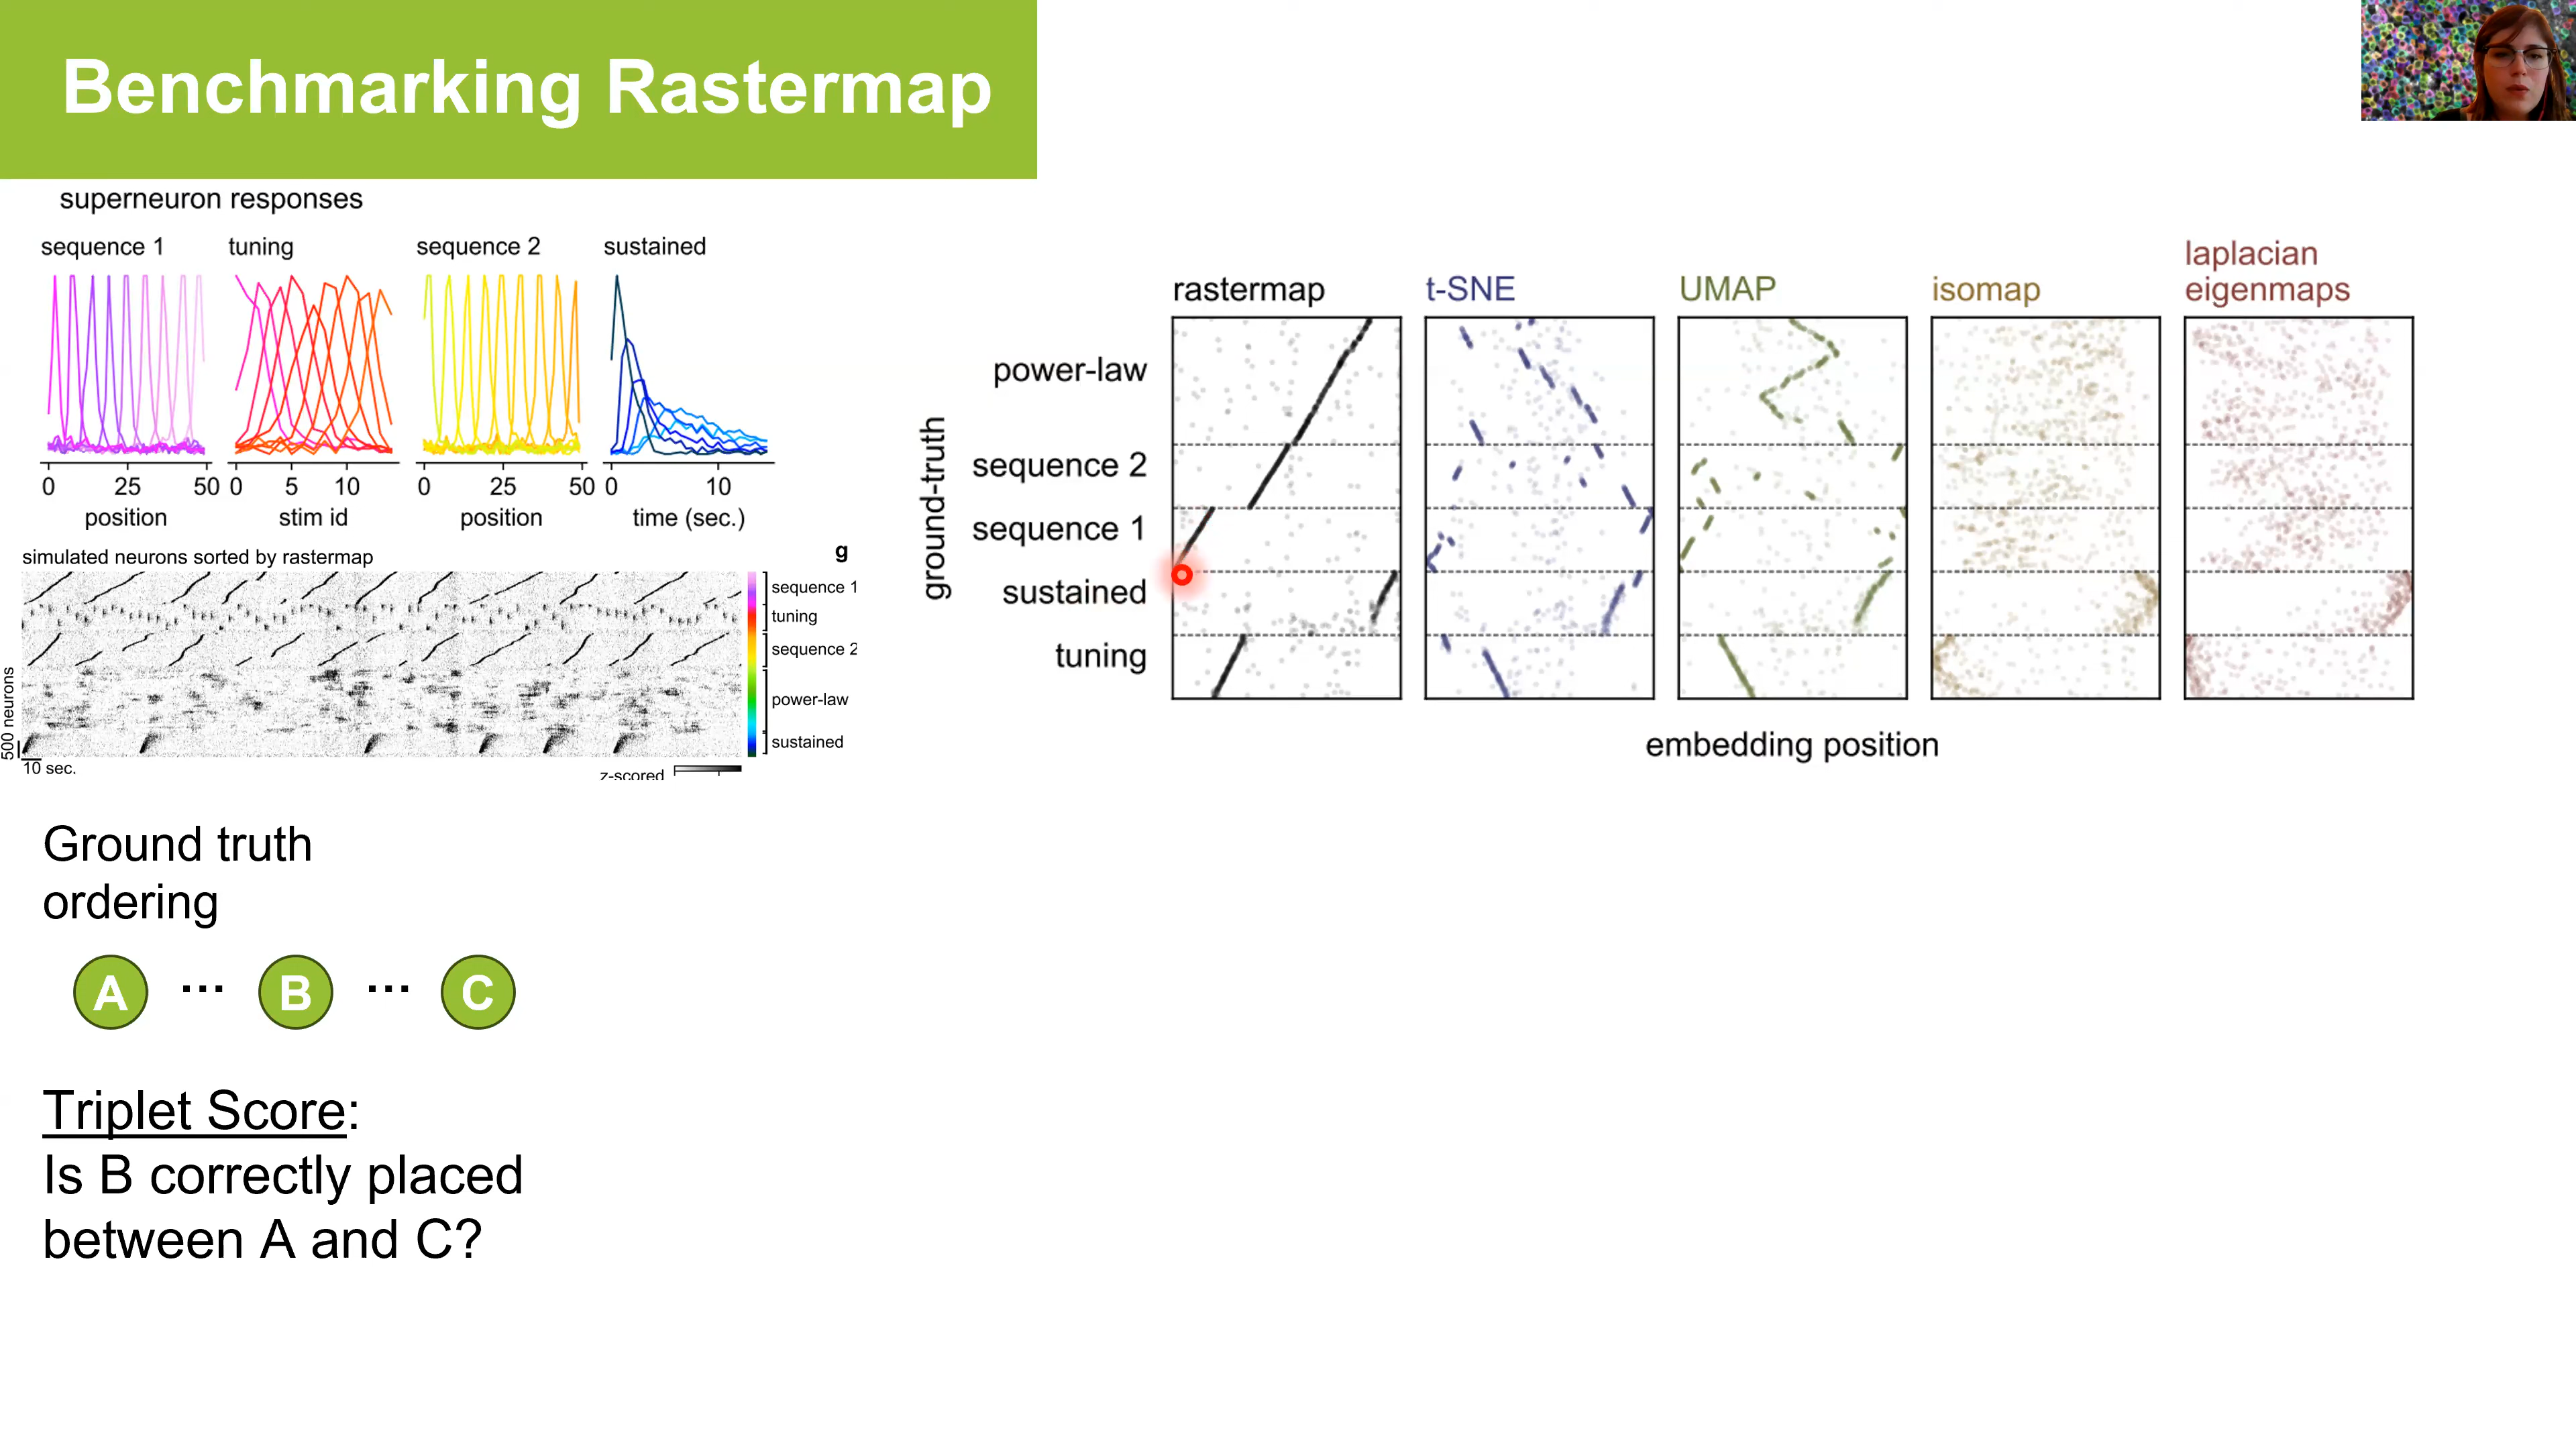 Benchmarking Rastermap
superneuron responses
sequence 1
tuning
sequence 2
sustained
0 25 50
position
0 5 10
stim id
0 25 50
position
0 10
time (sec.)
simulated neurons sorted by rastermap
g
sequence 1
tuning
sequence 2
power-law
sustained
500 neurons
10 sec.
z-scored
Ground truth
ordering
A ... B ... C
Triplet Score:
Is B correctly placed
between A and C?
rastermap
t-SNE
UMAP
isomap
laplacian
eigenmaps
ground-truth
power-law
sequence 2
sequence 1
sustained
tuning
embedding position